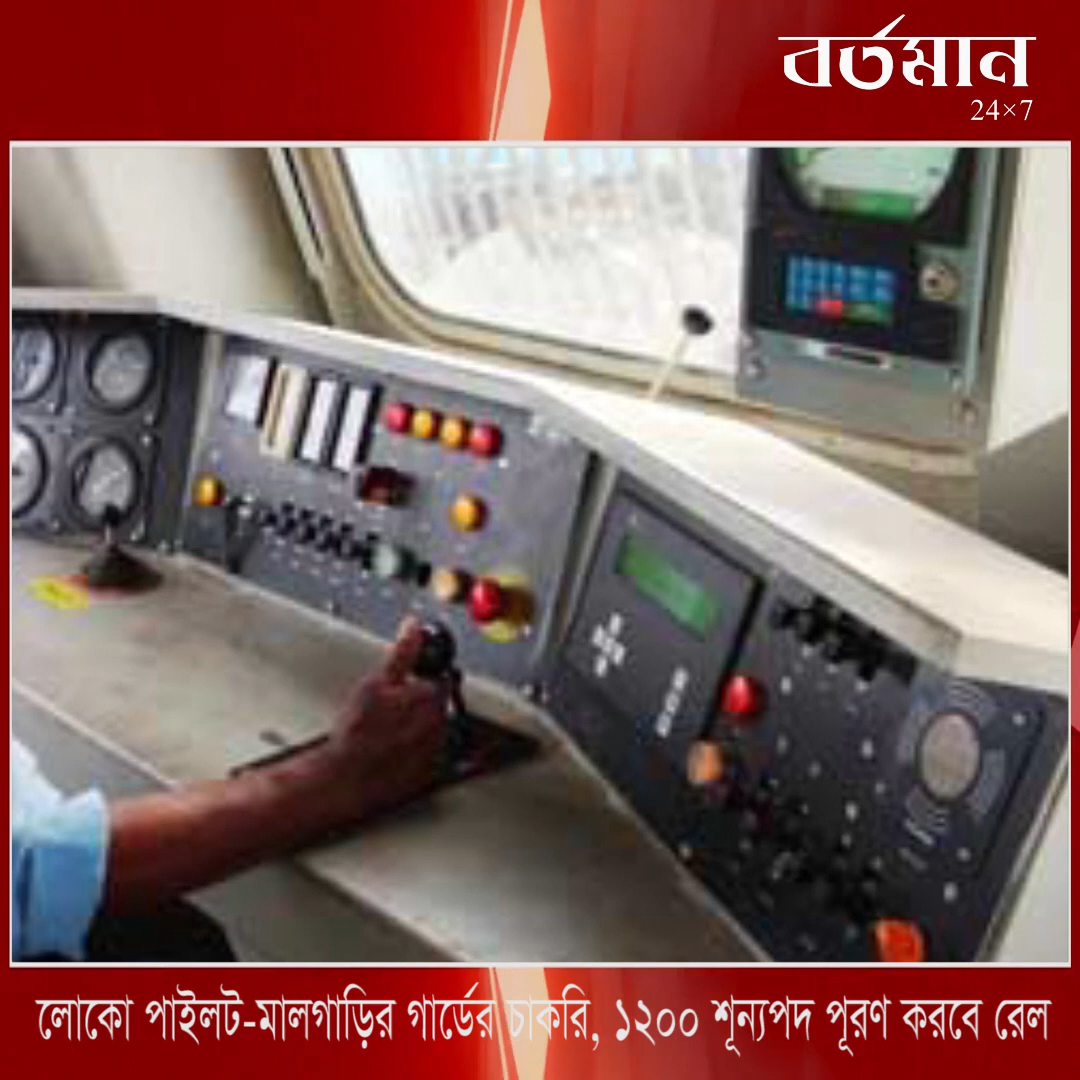 বর্তমান
24×7
লোকো পাইলট-মালগাড়ির গার্ডের চাকরি, ১২০০ শূন্যপদ পূরণ করবে রেল